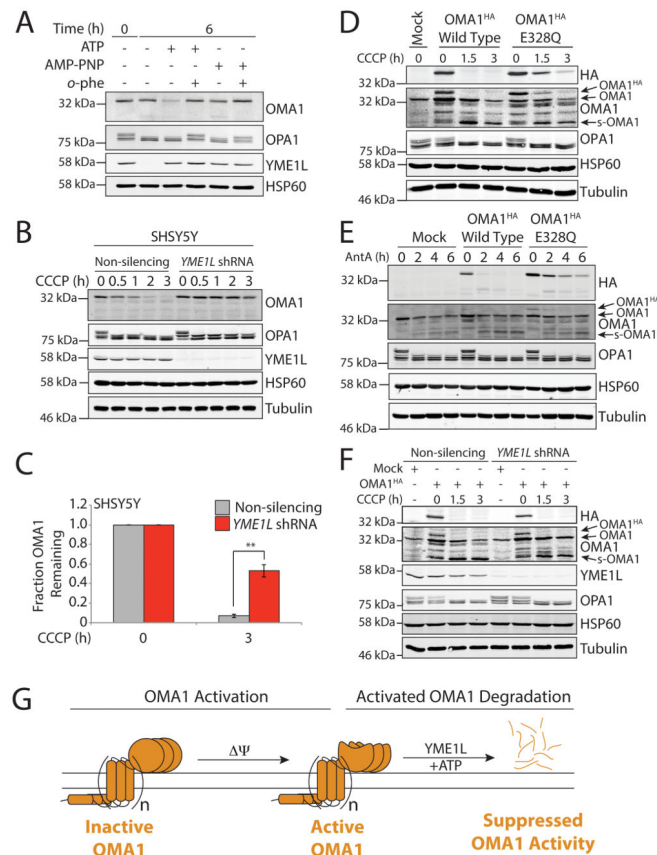 A
Time (h) 0 6
ATP - - + + - -
AMP-PNP - - - - + +
o-phe - - - + - +
32 kDa OMA1
75 kDa OPA1
58 kDa YME1L
58 kDa HSP60
B
SHSY5Y
Non-silencing YME1L shRNA
CCCP (h) 0 0.5 1 2 3 0 0.5 1 2 3
32 kDa OMA1
75 kDa OPA1
58 kDa YME1L
58 kDa HSP60
46 kDa Tubulin
C
SHSY5Y
Non-silencing
YME1L shRNA
Fraction OMA1
Remaining
1.2
1.0
0.8
0.6
0.4
0.2
0
**
CCCP (h) 0 3
D
Mock OMA1HA Wild Type OMA1HA E328Q
CCCP (h) 0 0 1.5 3 0 1.5 3
32 kDa HA
OMA1HA
32 kDa OMA1
OMA1
s-OMA1
75 kDa OPA1
58 kDa HSP60
46 kDa Tubulin
E
OMA1HA OMA1HA
Mock Wild Type E328Q
AntA (h) 0 2 4 6 0 2 4 6 0 2 4 6
32 kDa HA
OMA1HA
32 kDa OMA1
OMA1
s-OMA1
75 kDa OPA1
58 kDa HSP60
46 kDa Tubulin
F
Non-silencing YME1L shRNA
Mock + - - - + - - -
OMA1HA - + + + - + + +
CCCP (h) 0 1.5 3 0 1.5 3
32 kDa HA
OMA1HA
32 kDa OMA1
OMA1
s-OMA1
58 kDa YME1L
75 kDa OPA1
58 kDa HSP60
46 kDa Tubulin
G
OMA1 Activation Activated OMA1 Degradation
ΔΨ
YME1L
+ATP
n n
Inactive Active Suppressed
OMA1 OMA1 OMA1 Activity